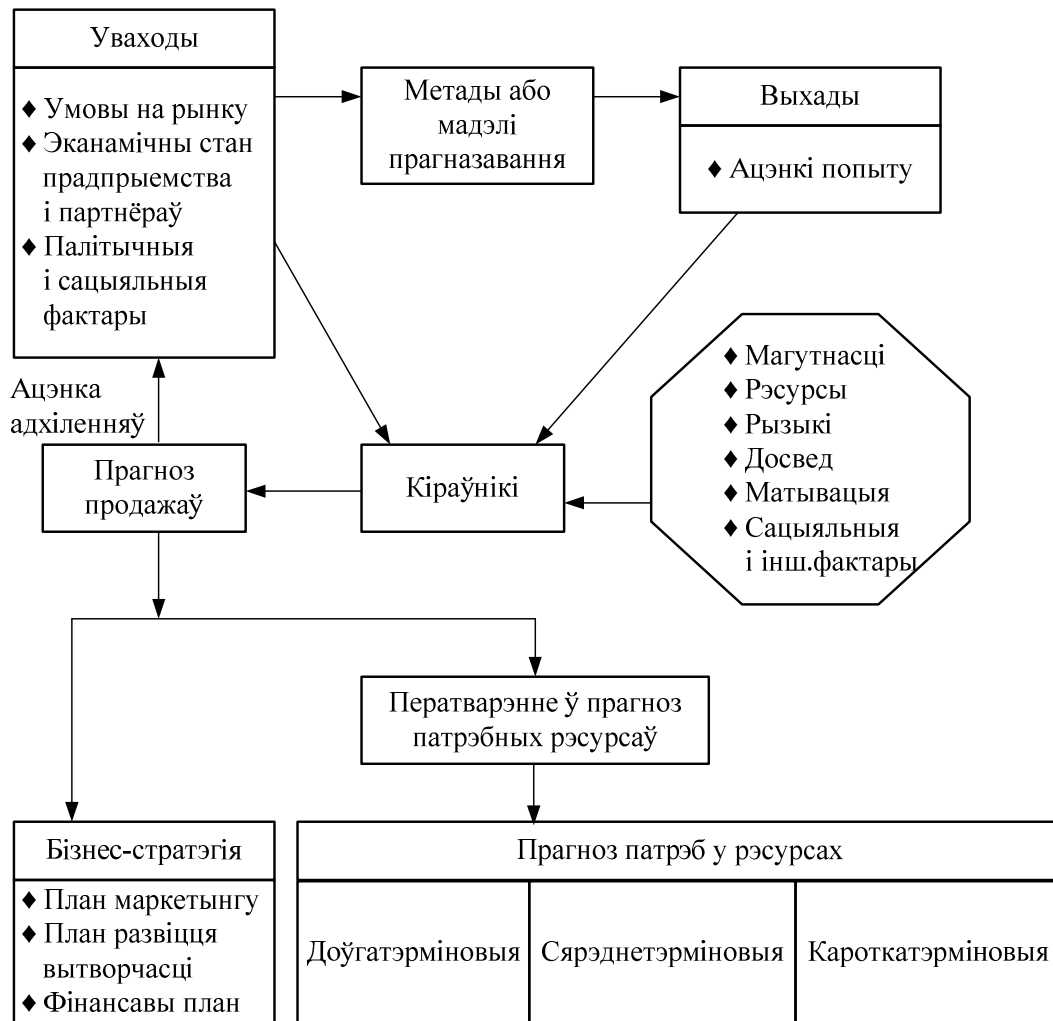 Уваходы
♦ Умовы на рынку
♦ Эканамічны стан
прадпрыемства
і партнёраў
♦ Палітычныя
і сацыяльныя
фактары
Метады або
мадэлі
прагназавання
Выхады
♦ Ацэнкі попыту
Ацэнка
адхіленняў
Прагноз
продажаў
Кіраўнікі
♦ Магутнасці
♦ Рэсурсы
♦ Рызыкі
♦ Досвед
♦ Матывацыя
♦ Сацыяльныя
і інш.фактары
Ператварэнне ў прагноз
патрэбных рэсурсаў
Бізнес-стратэгія
♦ План маркетынгу
♦ План развіцця
вытворчасці
♦ Фінансавы план
Прагноз патрэб у рэсурсах
Доўгатэрміновыя
Сярэднетэрміновыя
Кароткатэрміновыя